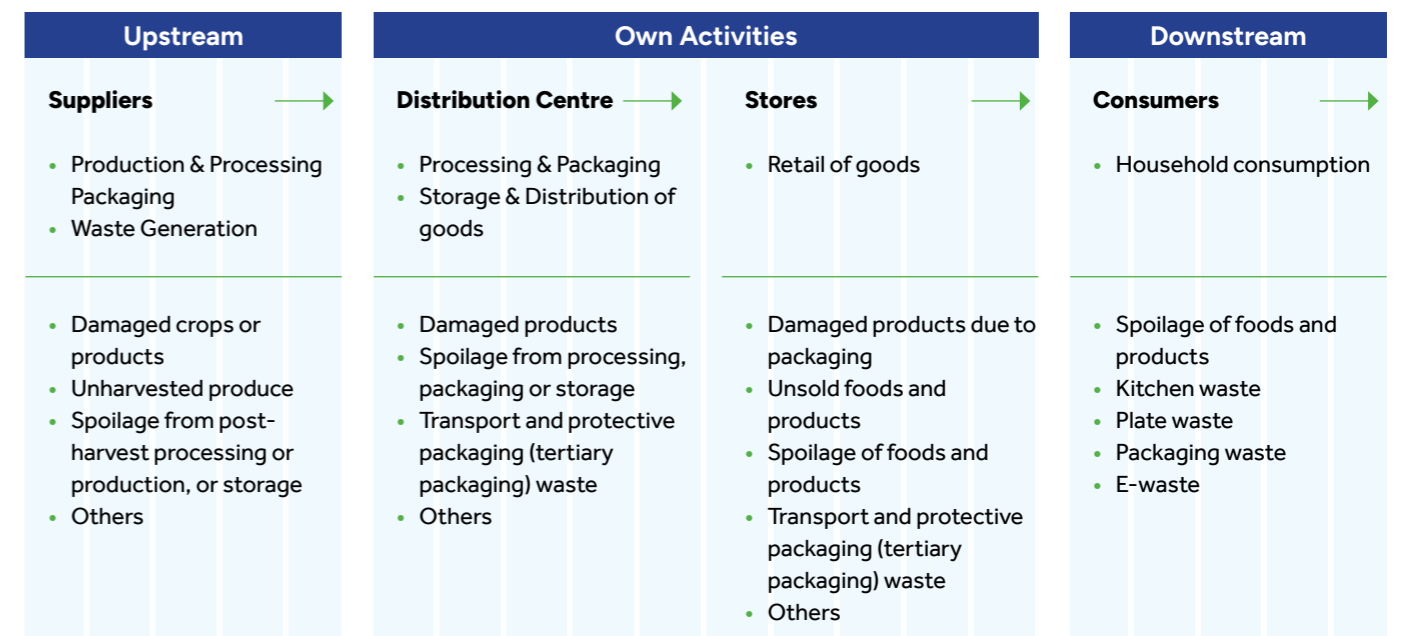 Upstream
Own Activities
Downstream
Suppliers
Production & Processing
Packaging
Waste Generation
Damaged crops or
products
Unharvested produce
Spoilage from post-
harvest processing or
production, or storage
Others
Distribution Centre
Processing & Packaging
Storage & Distribution of
goods
Damaged products
Spoilage from processing,
packaging or storage
Transport and protective
packaging (tertiary
packaging) waste
Others
Stores
Retail of goods
Damaged products due to
packaging
Unsold foods and
products
Spoilage of foods and
products
Transport and protective
packaging (tertiary
packaging) waste
Others
Consumers
Household consumption
Spoilage of foods and
products
Kitchen waste
Plate waste
Packaging waste
E-waste